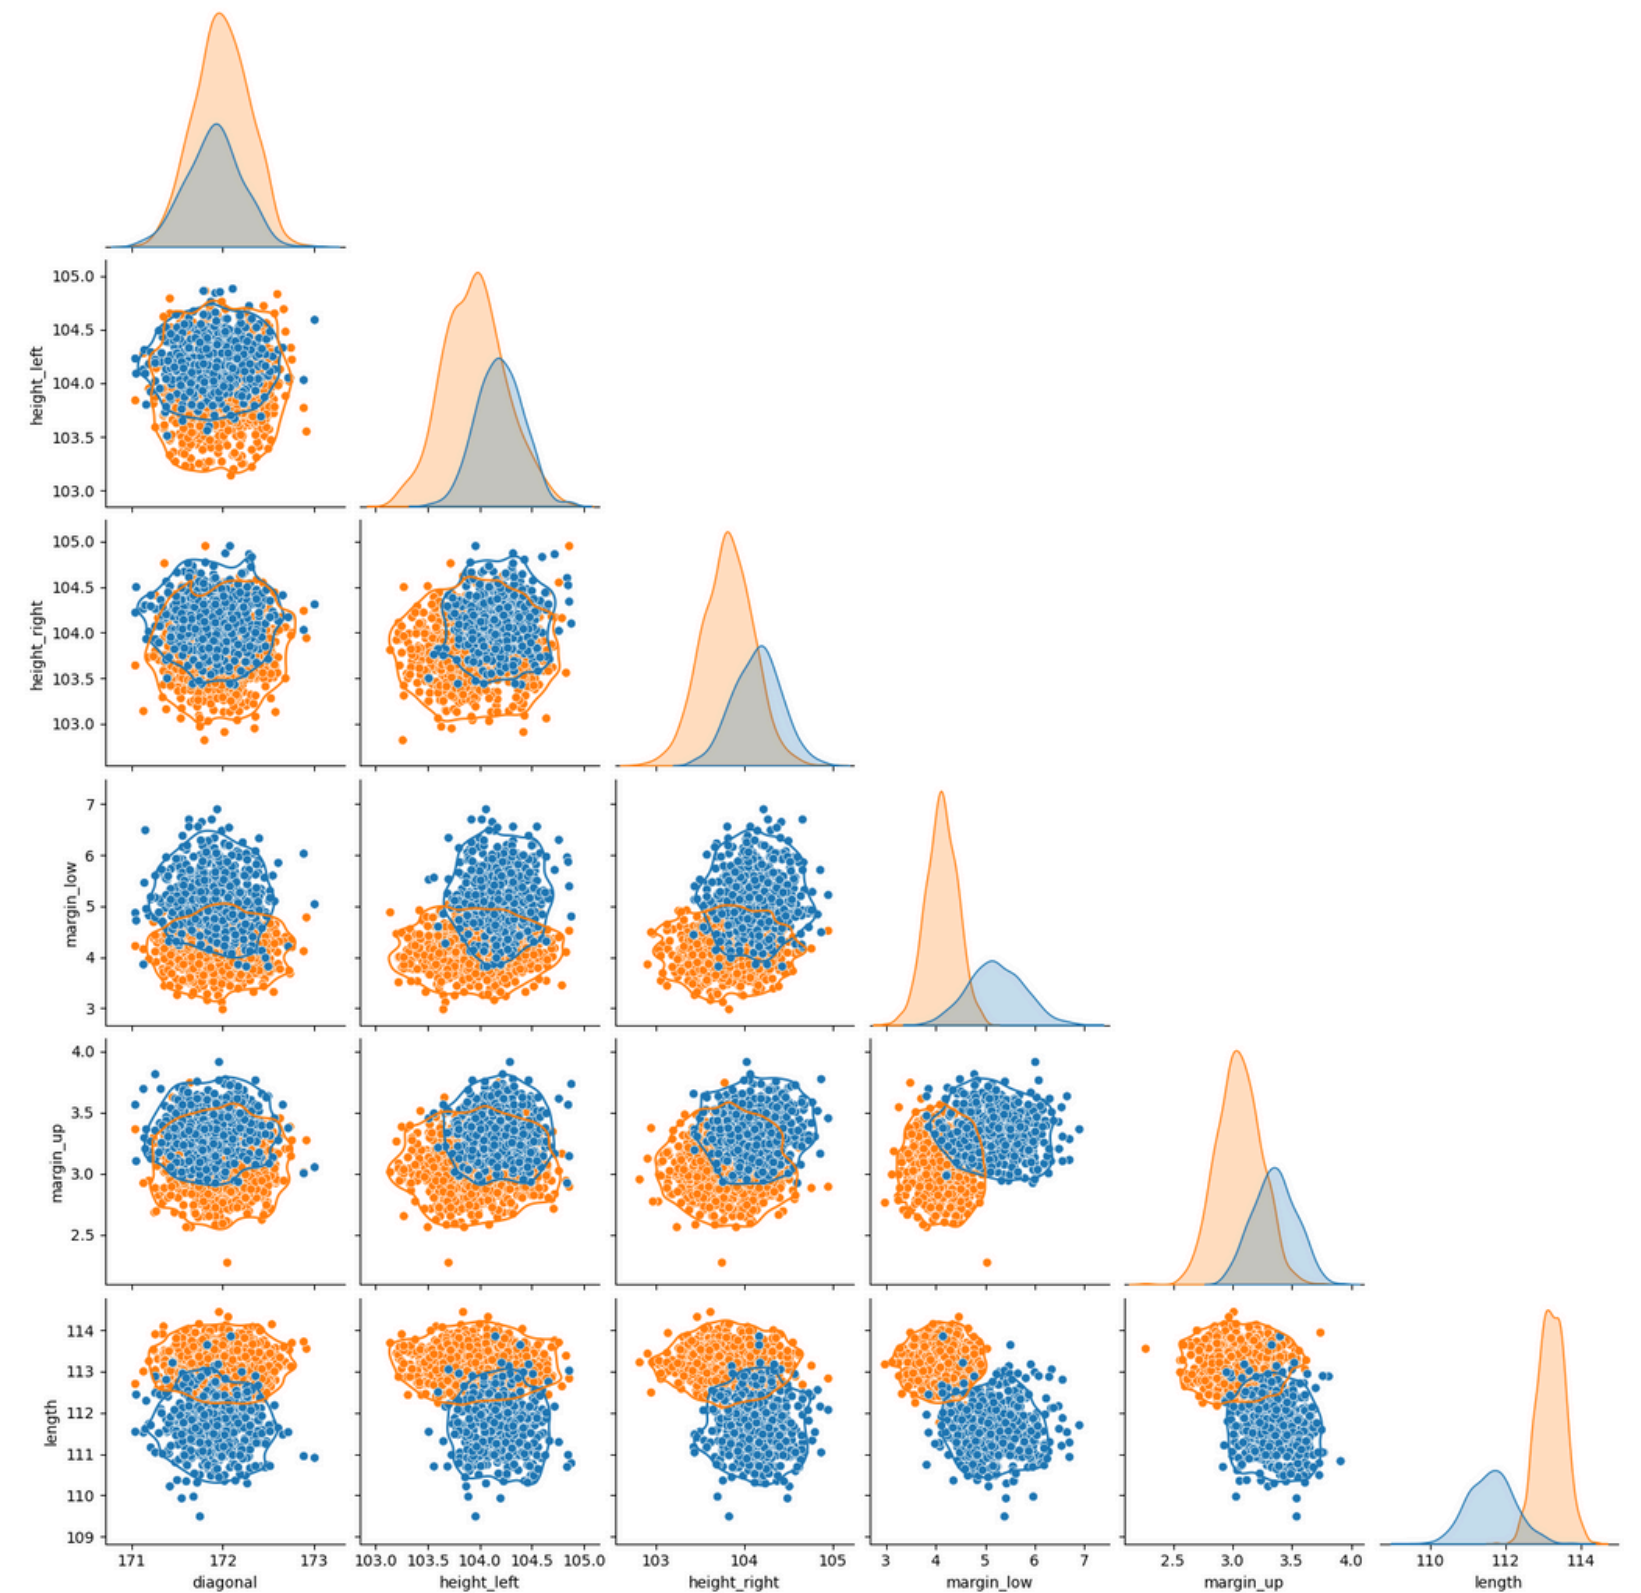 105.0
104.5
104.0
103.5
103.0
height_left
105.0
104.5
104.0
103.5
103.0
height_right
7
6
5
4
3
margin_low
4.0
3.5
3.0
2.5
margin_up
114
113
112
111
110
109
length
171 172 173
diagonal
103.0 103.5 104.0 104.5 105.0
height_left
103 104 105
height_right
3 4 5 6 7
margin_low
2.5 3.0 3.5 4.0
margin_up
110 112 114
length